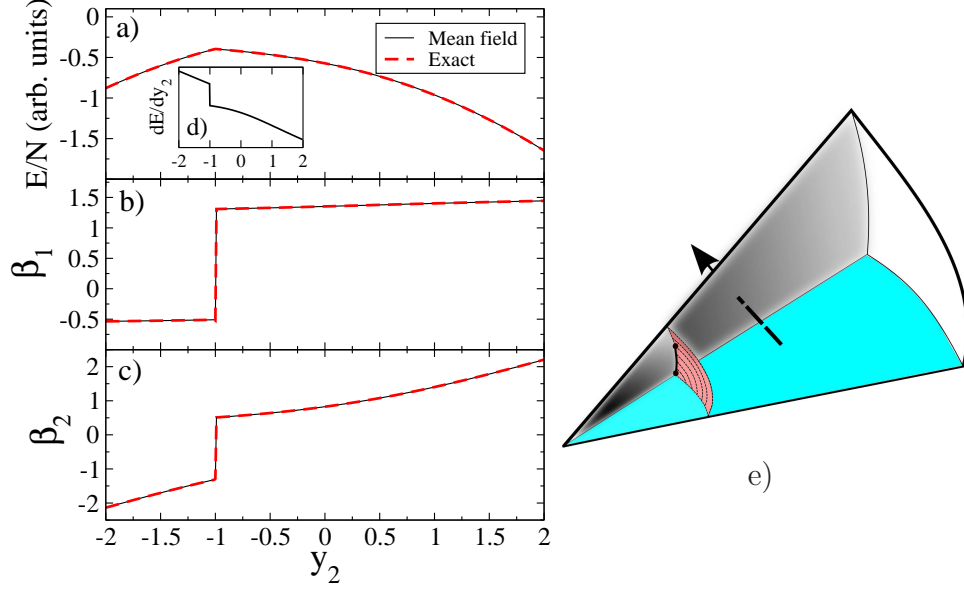 a)
E/N (arb. units)
0
-0.5
-1
-1.5
Mean field
Exact
d)
dE/dy2
-2 -1 0 1 2
b)
β1
1.5
1
0.5
0
-0.5
c)
β2
2
1
0
-1
-2
-2 -1.5 -1 -0.5 0 0.5 1 1.5 2
y2
e)